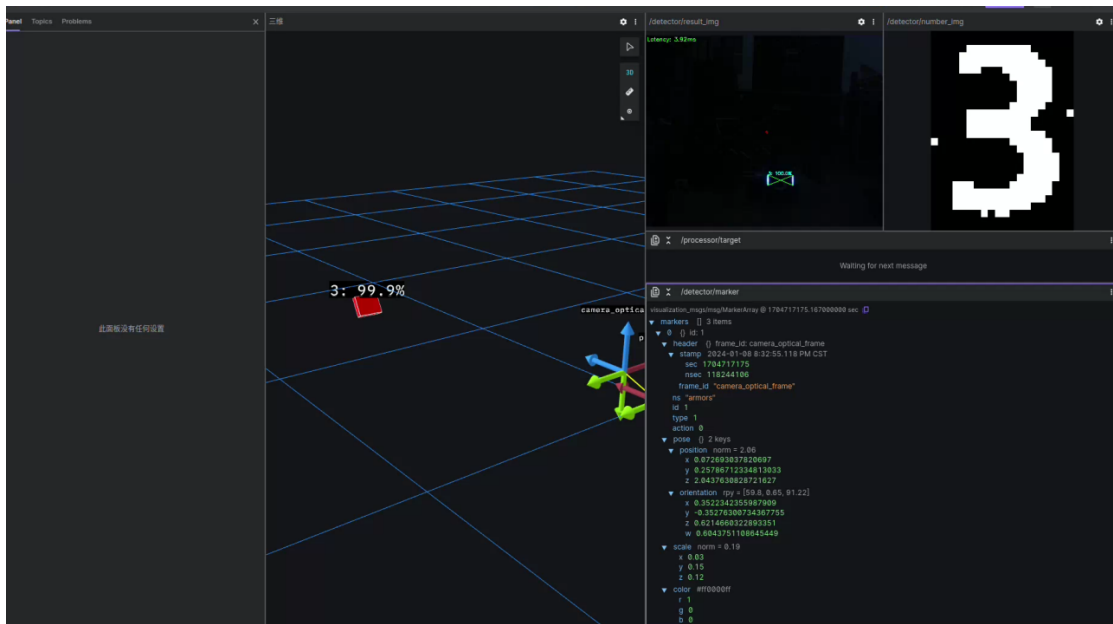 Panel Topics Problems
此面板没有任何设置
三维
3D
3: 99.9%
camera_optica
p
/detector/result_img
Latency: 3.92ms
/detector/number_img
3
/processor/target
Waiting for next message
/detector/marker
visualization_msgs/msg/MarkerArray @ 1704717175.167000000 sec
markers [] 3 items
0 {} id: 1
header {} frame_id: camera_optical_frame
stamp 2024-01-08 8:32:55.118 PM CST
sec 1704717175
nsec 118244106
frame_id "camera_optical_frame"
ns "armors"
id 1
type 1
action 0
pose {} 2 keys
position norm = 2.06
x 0.072693037820697
y 0.25786712334813033
z 2.0437638828721627
orientation rpy = [59.8, 0.65, 91.22]
x 0.3522342355987909
y -0.35276300734367755
z 0.6214660322893351
w 0.6043751108645449
scale norm = 0.19
x 0.03
y 0.15
z 0.12
color #ff0000ff
r 1
g 0
b 0